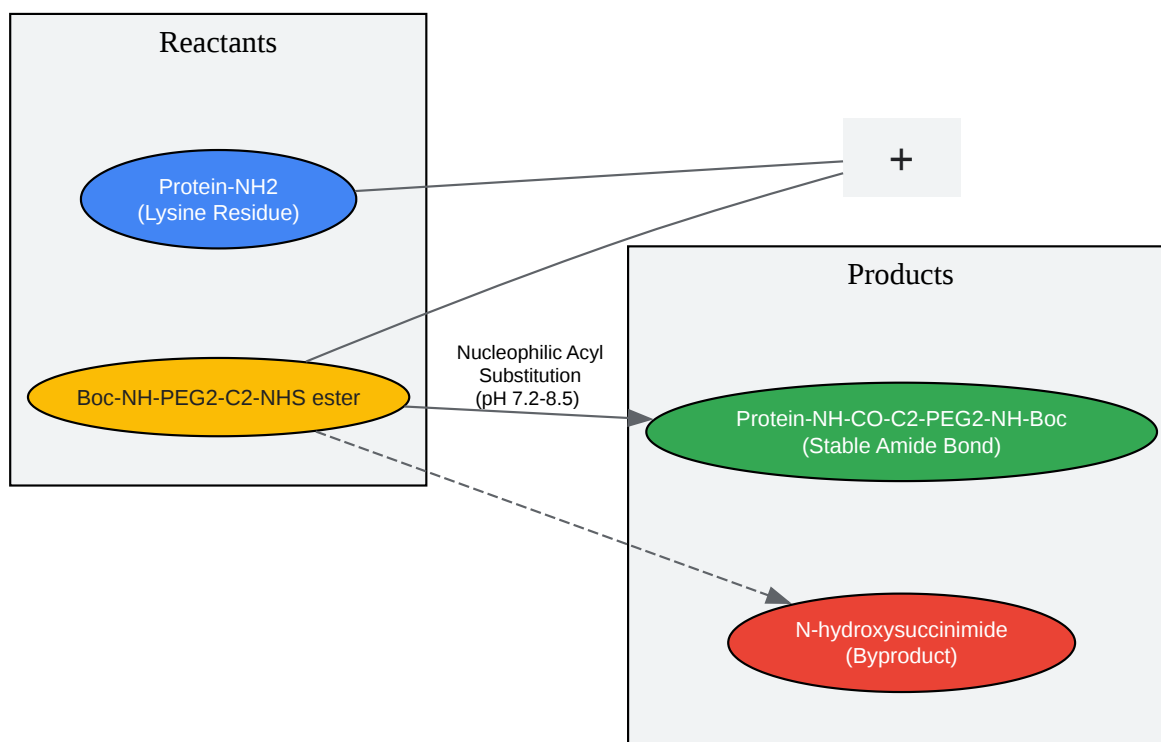 Reactants
Protein-NH2
(Lysine Residue)
+
Boc-NH-PEG2-C2-NHS ester
Nucleophilic Acyl
Substitution
(pH 7.2-8.5)
Products
Protein-NH-CO-C2-PEG2-NH-Boc
(Stable Amide Bond)
N-hydroxysuccinimide
(Byproduct)